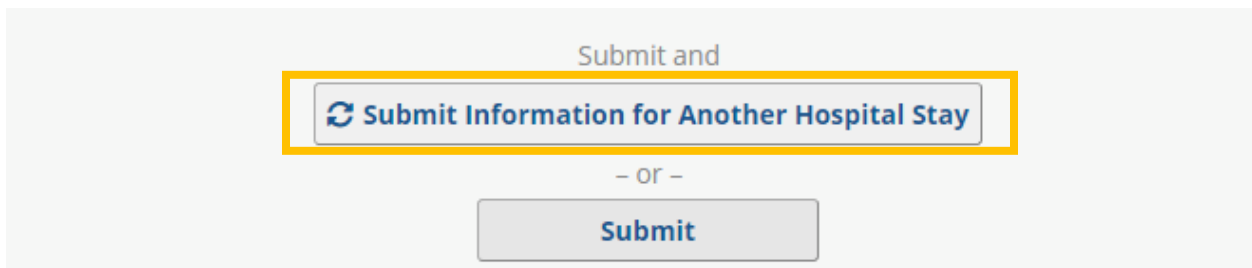 Submit and
Submit Information for Another Hospital Stay
– or –
Submit